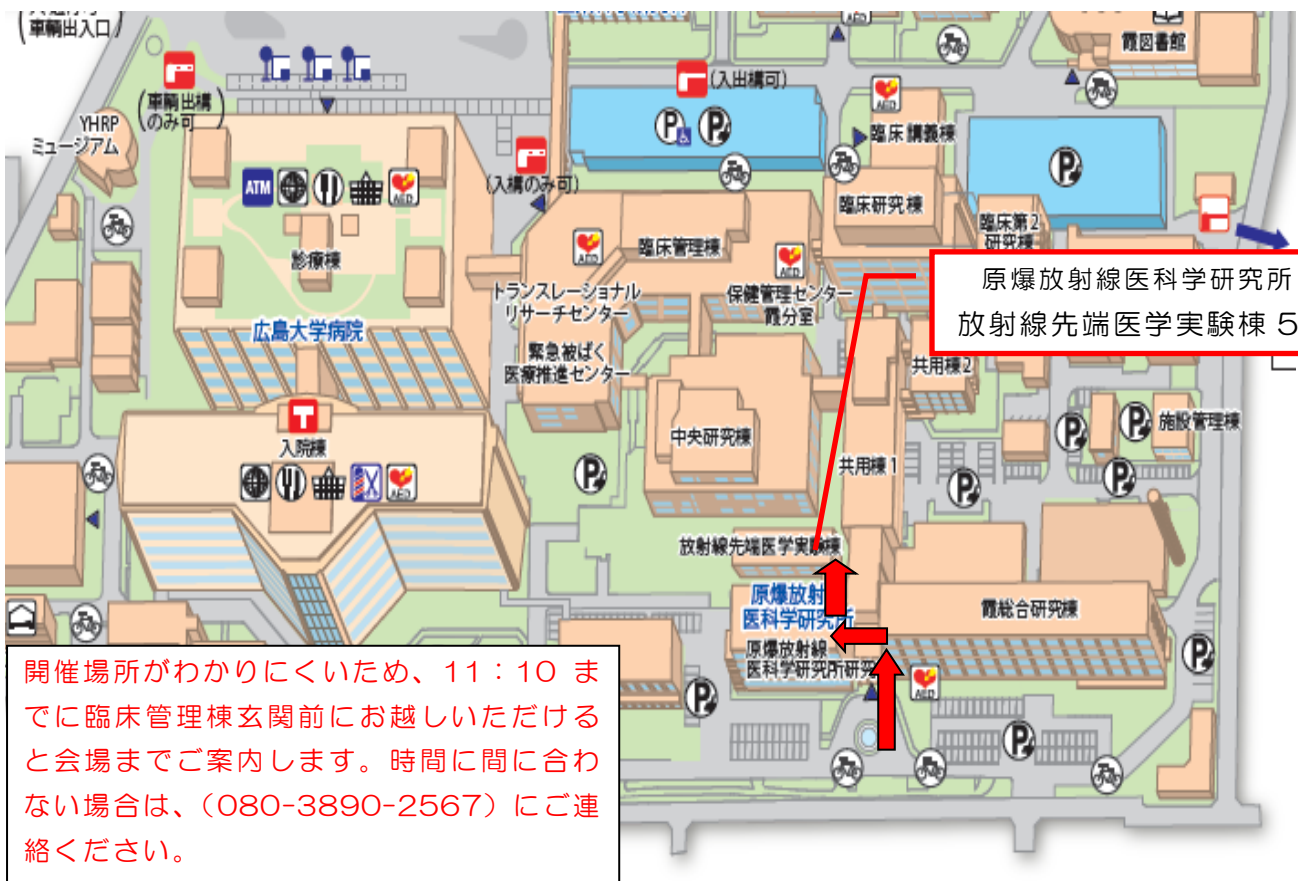 車輌出入口)
(車輌出構
のみ可)
YHRP
ミュージアム
(入出構可)
霞図書館
AED
臨床講義棟
(入構のみ可)
ATM
AED
診療棟
広島大学病院
臨床研究棟
臨床第2
研究棟
AED
臨床管理棟
AED
トランスレーショナル
リサーチセンター
保健管理センター
霞分室
緊急被ばく
医療推進センター
原爆放射線医科学研究所
放射線先端医学実験棟 5
共用棟2
施設管理棟
T
入院棟
AED
中央研究棟
共用棟1
放射線先端医学実験棟
原爆放射
医科学研究所
原爆放射線
医科学研究所研究
霞総合研究棟
AED
開催場所がわかりにくいため、11：10 ま
でに臨床管理棟玄関前にお越しいただける
と会場までご案内します。時間に間に合わ
ない場合は、（080-3890-2567）にご連
絡ください。